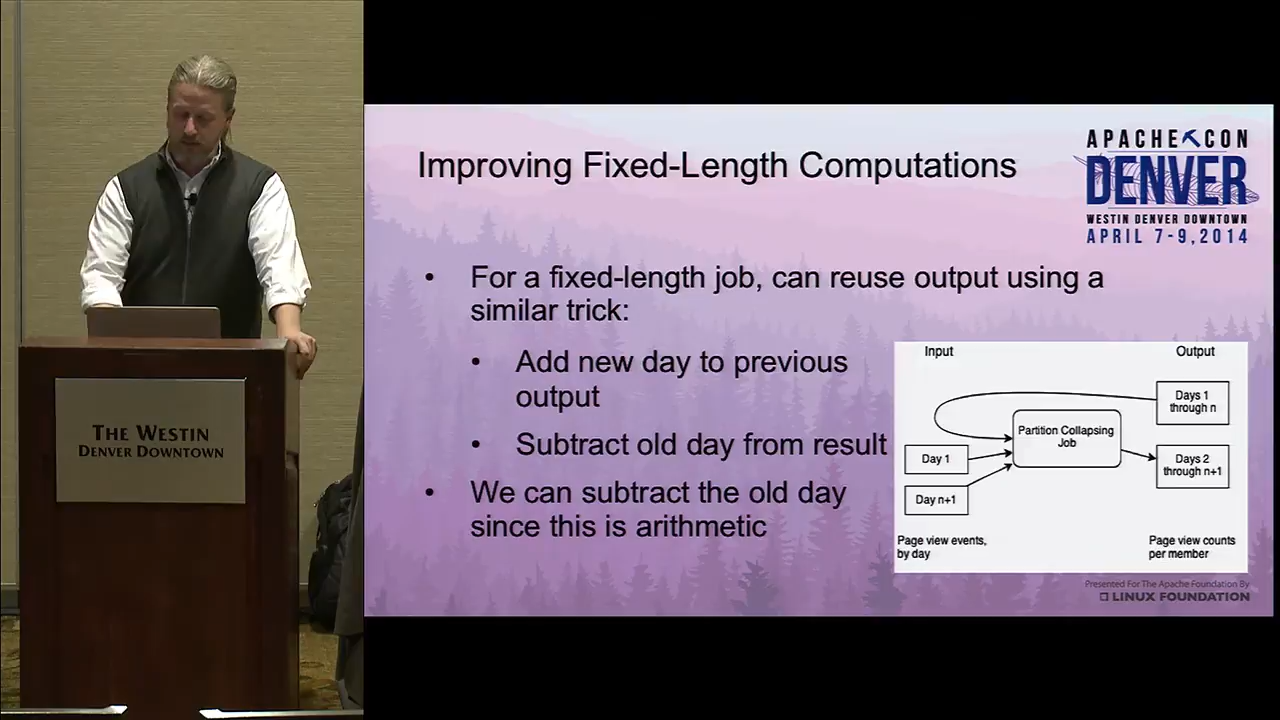 THE WESTIN
DENVER DOWNTOWN
Improving Fixed-Length Computations
APACHE CON
DENVER
WESTIN DENVER DOWNTOWN
APRIL 7-9, 2014
• For a fixed-length job, can reuse output using a
similar trick:
• Add new day to previous
output
• Subtract old day from result
• We can subtract the old day
since this is arithmetic
Input
Output
Days 1
through n
Partition Collapsing
Job
Day 1
Days 2
through n+1
Day n+1
Page view events,
by day
Page view counts
per member
Presented For The Apache Foundation By
LINUX FOUNDATION